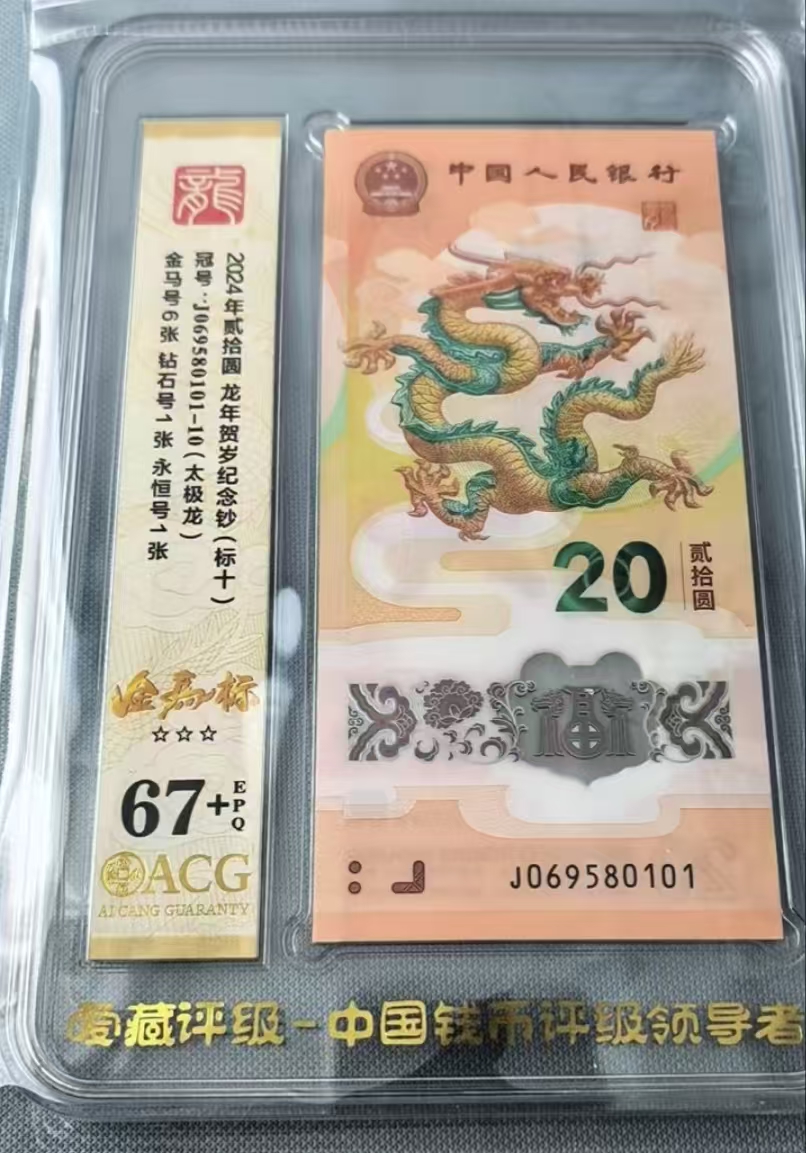 龍
2024年贰拾圆 龙年贺岁纪念钞(标十)
冠号:J069580101-10(太极龙)
金马号6张 钻石号1张 永恒号1张
金马标
☆☆☆
67+EPQ
ACG
AI CANG GUARANTY
中国人民银行
20
贰拾圆
J069580101
爱藏评级-中国钱币评级领导者